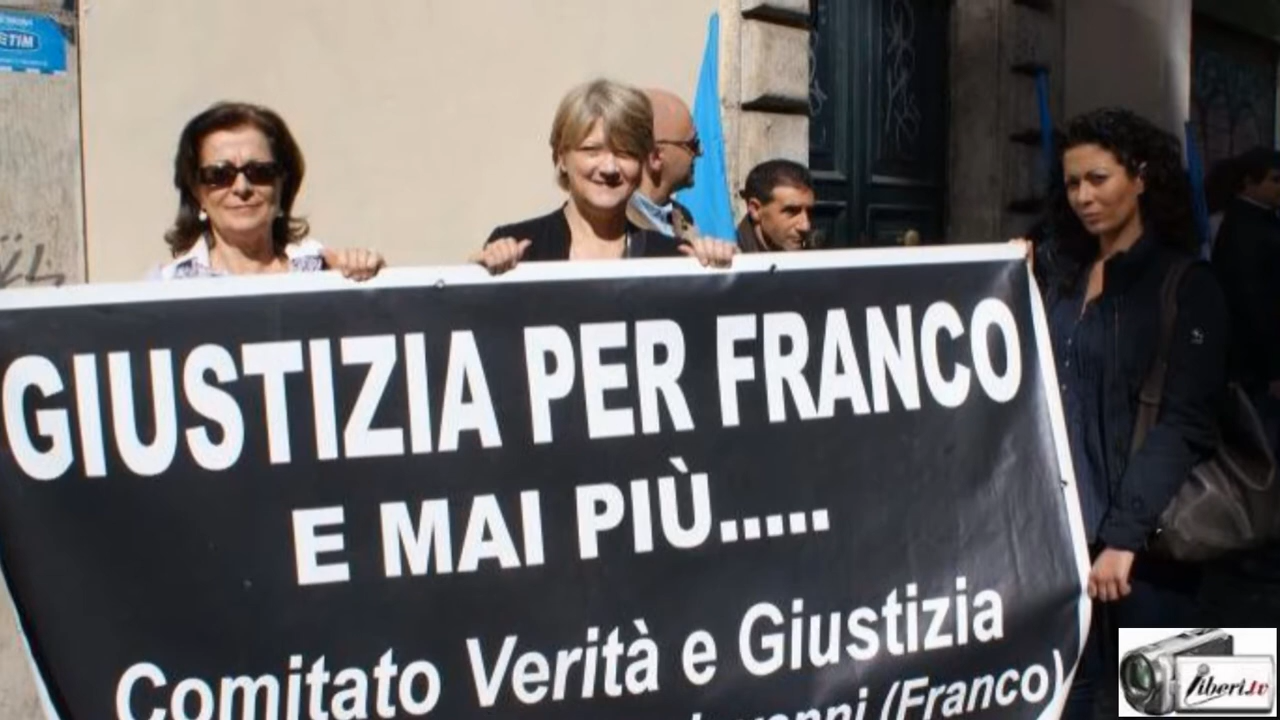 TIM
GIUSTIZIA PER FRANCO
E MAI PIÙ.....
Comitato Verità e Giustizia
(Franco)
liberi.tv